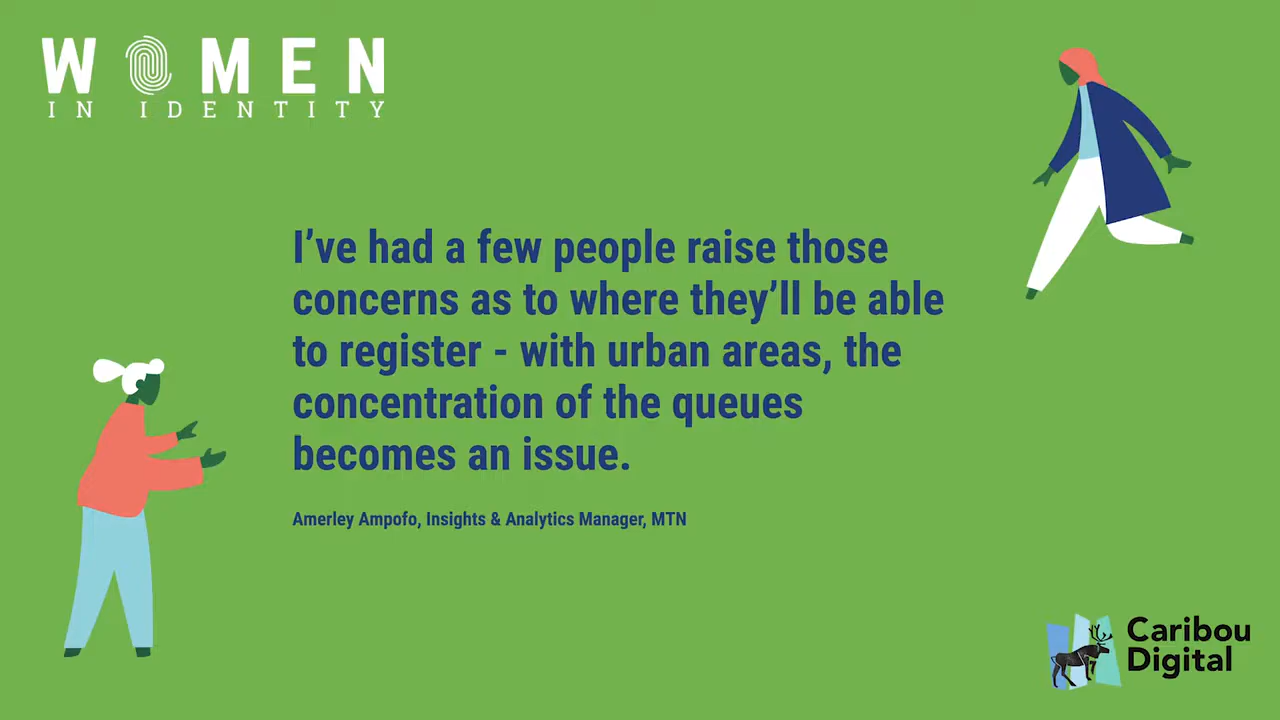 WOMEN
IN IDENTITY
I've had a few people raise those
concerns as to where they'll be able
to register - with urban areas, the
concentration of the queues
becomes an issue.
Amerley Ampofo, Insights & Analytics Manager, MTN
Caribou
Digital